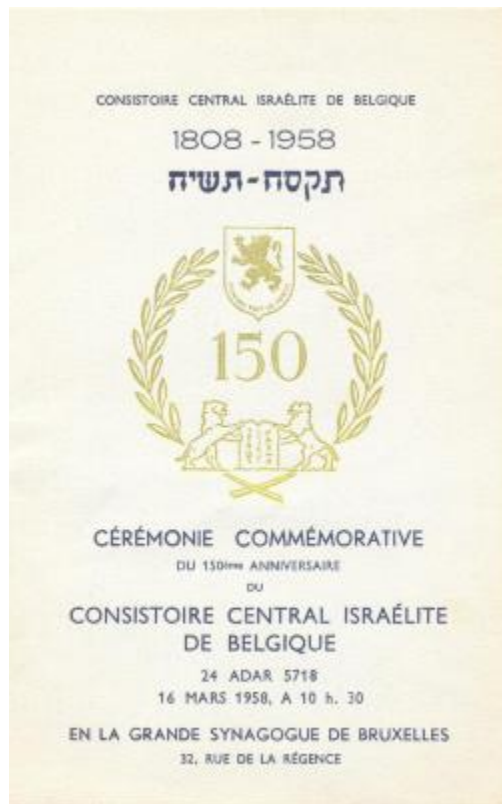 CONSISTOIRE CENTRAL ISRAÉLITE DE BELGIQUE
1808 - 1958
תקסח-תשיח
150
CÉRÉMONIE COMMÉMORATIVE
DU 150ème ANNIVERSAIRE
DU
CONSISTOIRE CENTRAL ISRAÉLITE
DE BELGIQUE
24 ADAR 5718
16 MARS 1958, A 10 h. 30
EN LA GRANDE SYNAGOGUE DE BRUXELLES
32, RUE DE LA RÉGENCE